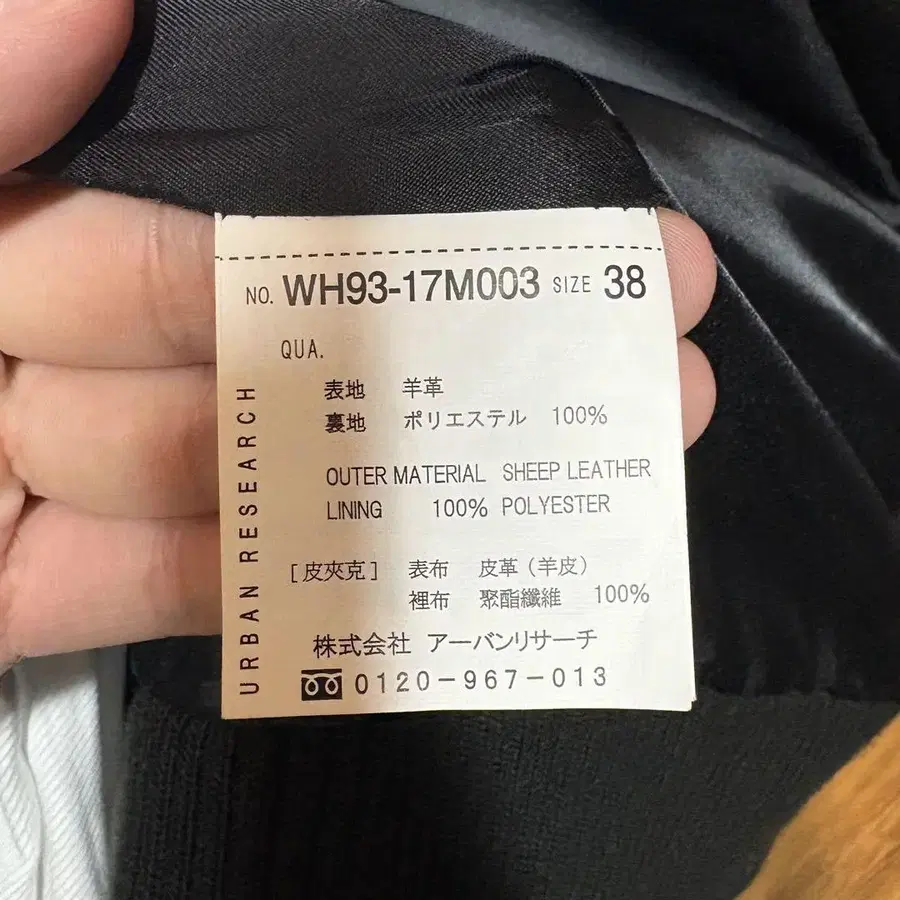 NO. WH93-17M003 SIZE 38
QUA.
表地 羊革
裏地 ポリエステル 100%
OUTER MATERIAL SHEEP LEATHER
LINING 100% POLYESTER
[皮夾克] 表布 皮革(羊皮)
裡布 聚酯纖維 100%
株式会社 アーバンリサーチ
0120-967-013
URBAN RESEARCH